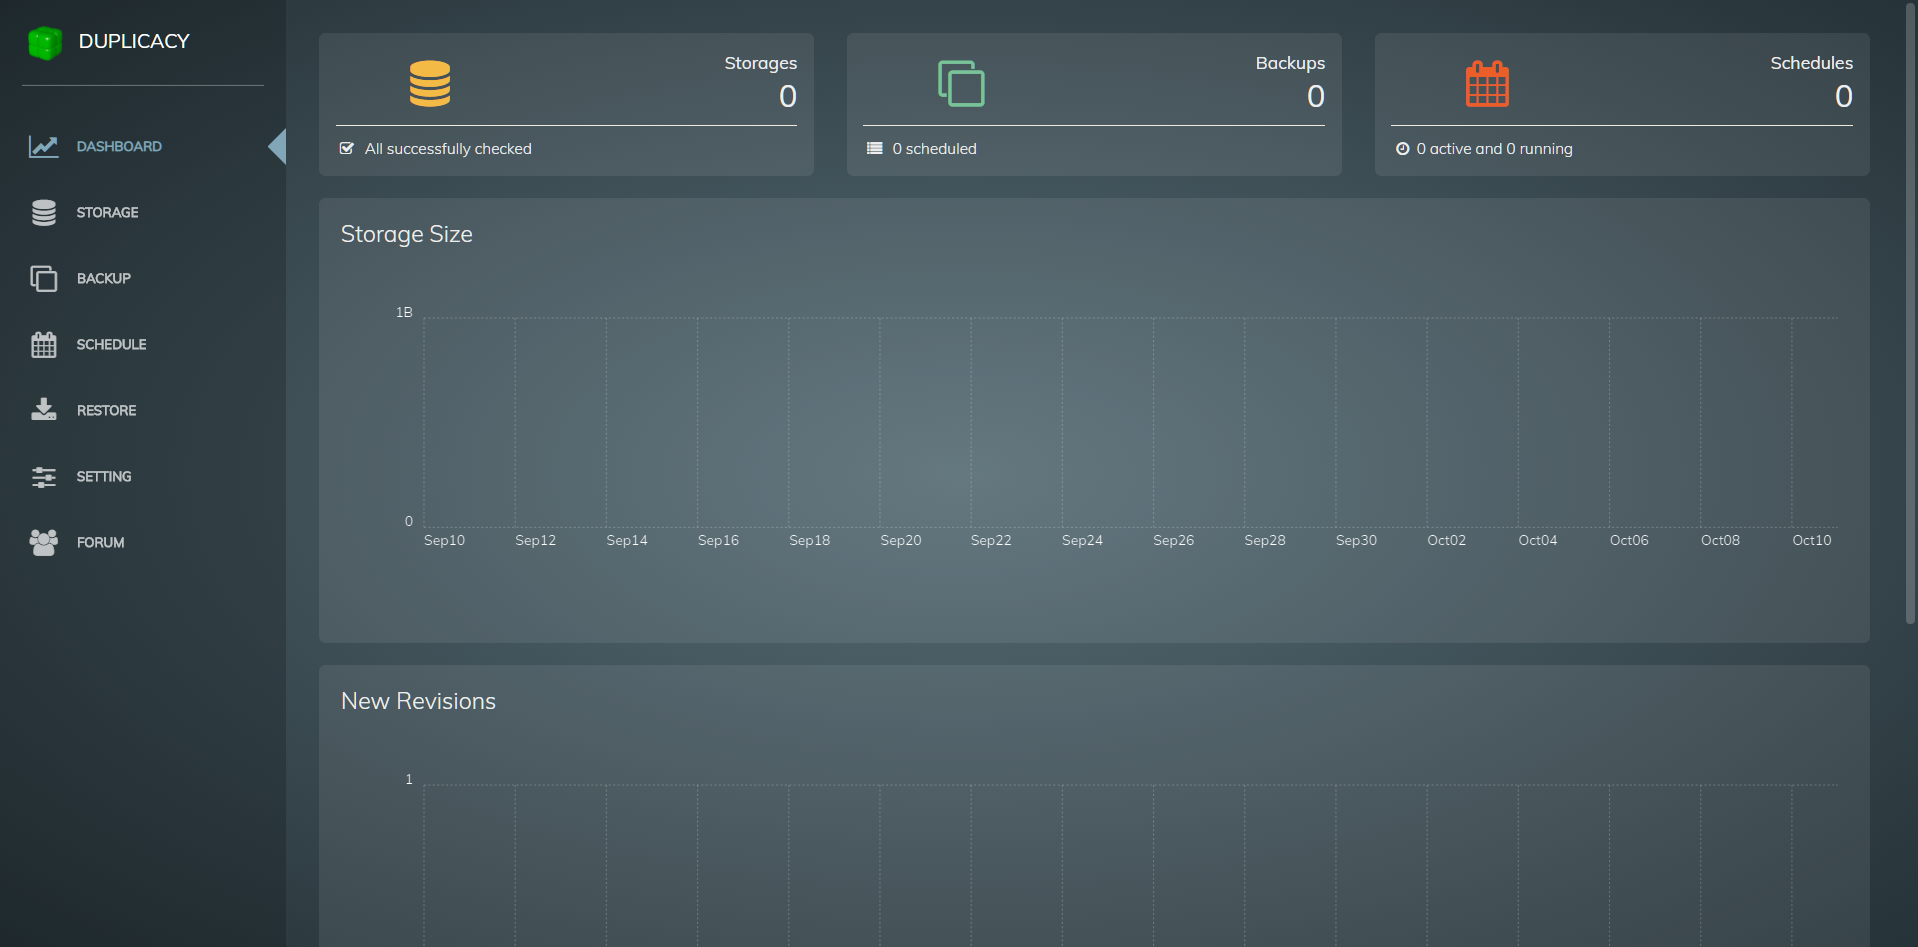 DUPLICACY
DASHBOARD
STORAGE
BACKUP
SCHEDULE
RESTORE
SETTING
FORUM
Storages
0
All successfully checked
Backups
0
0 scheduled
Schedules
0
0 active and 0 running
Storage Size
1B
0
Sep10 Sep12 Sep14 Sep16 Sep18 Sep20 Sep22 Sep24 Sep26 Sep28 Sep30 Oct02 Oct04 Oct06 Oct08 Oct10
New Revisions
1